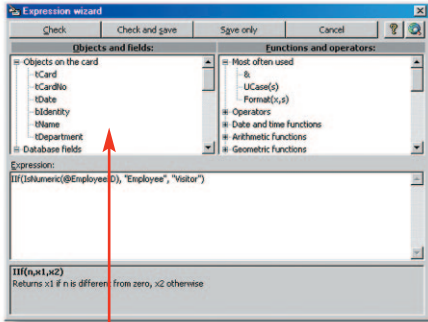 Expression wizard
Check
Check and save
Save only
Cancel
?
Objects and fields:
Functions and operators:
Objects on the card
tCard
tCardNo
tDate
bIdentity
tName
tDepartment
Database fields
Most often used
&
UCase(s)
Format(x,s)
Operators
Date and time functions
Arithmetic functions
Geometric functions
Expression:
IIf(IsNumeric(@EmployeeID), "Employee", "Visitor")
IIf(n,x1,x2)
Returns x1 if n is different from zero, x2 otherwise